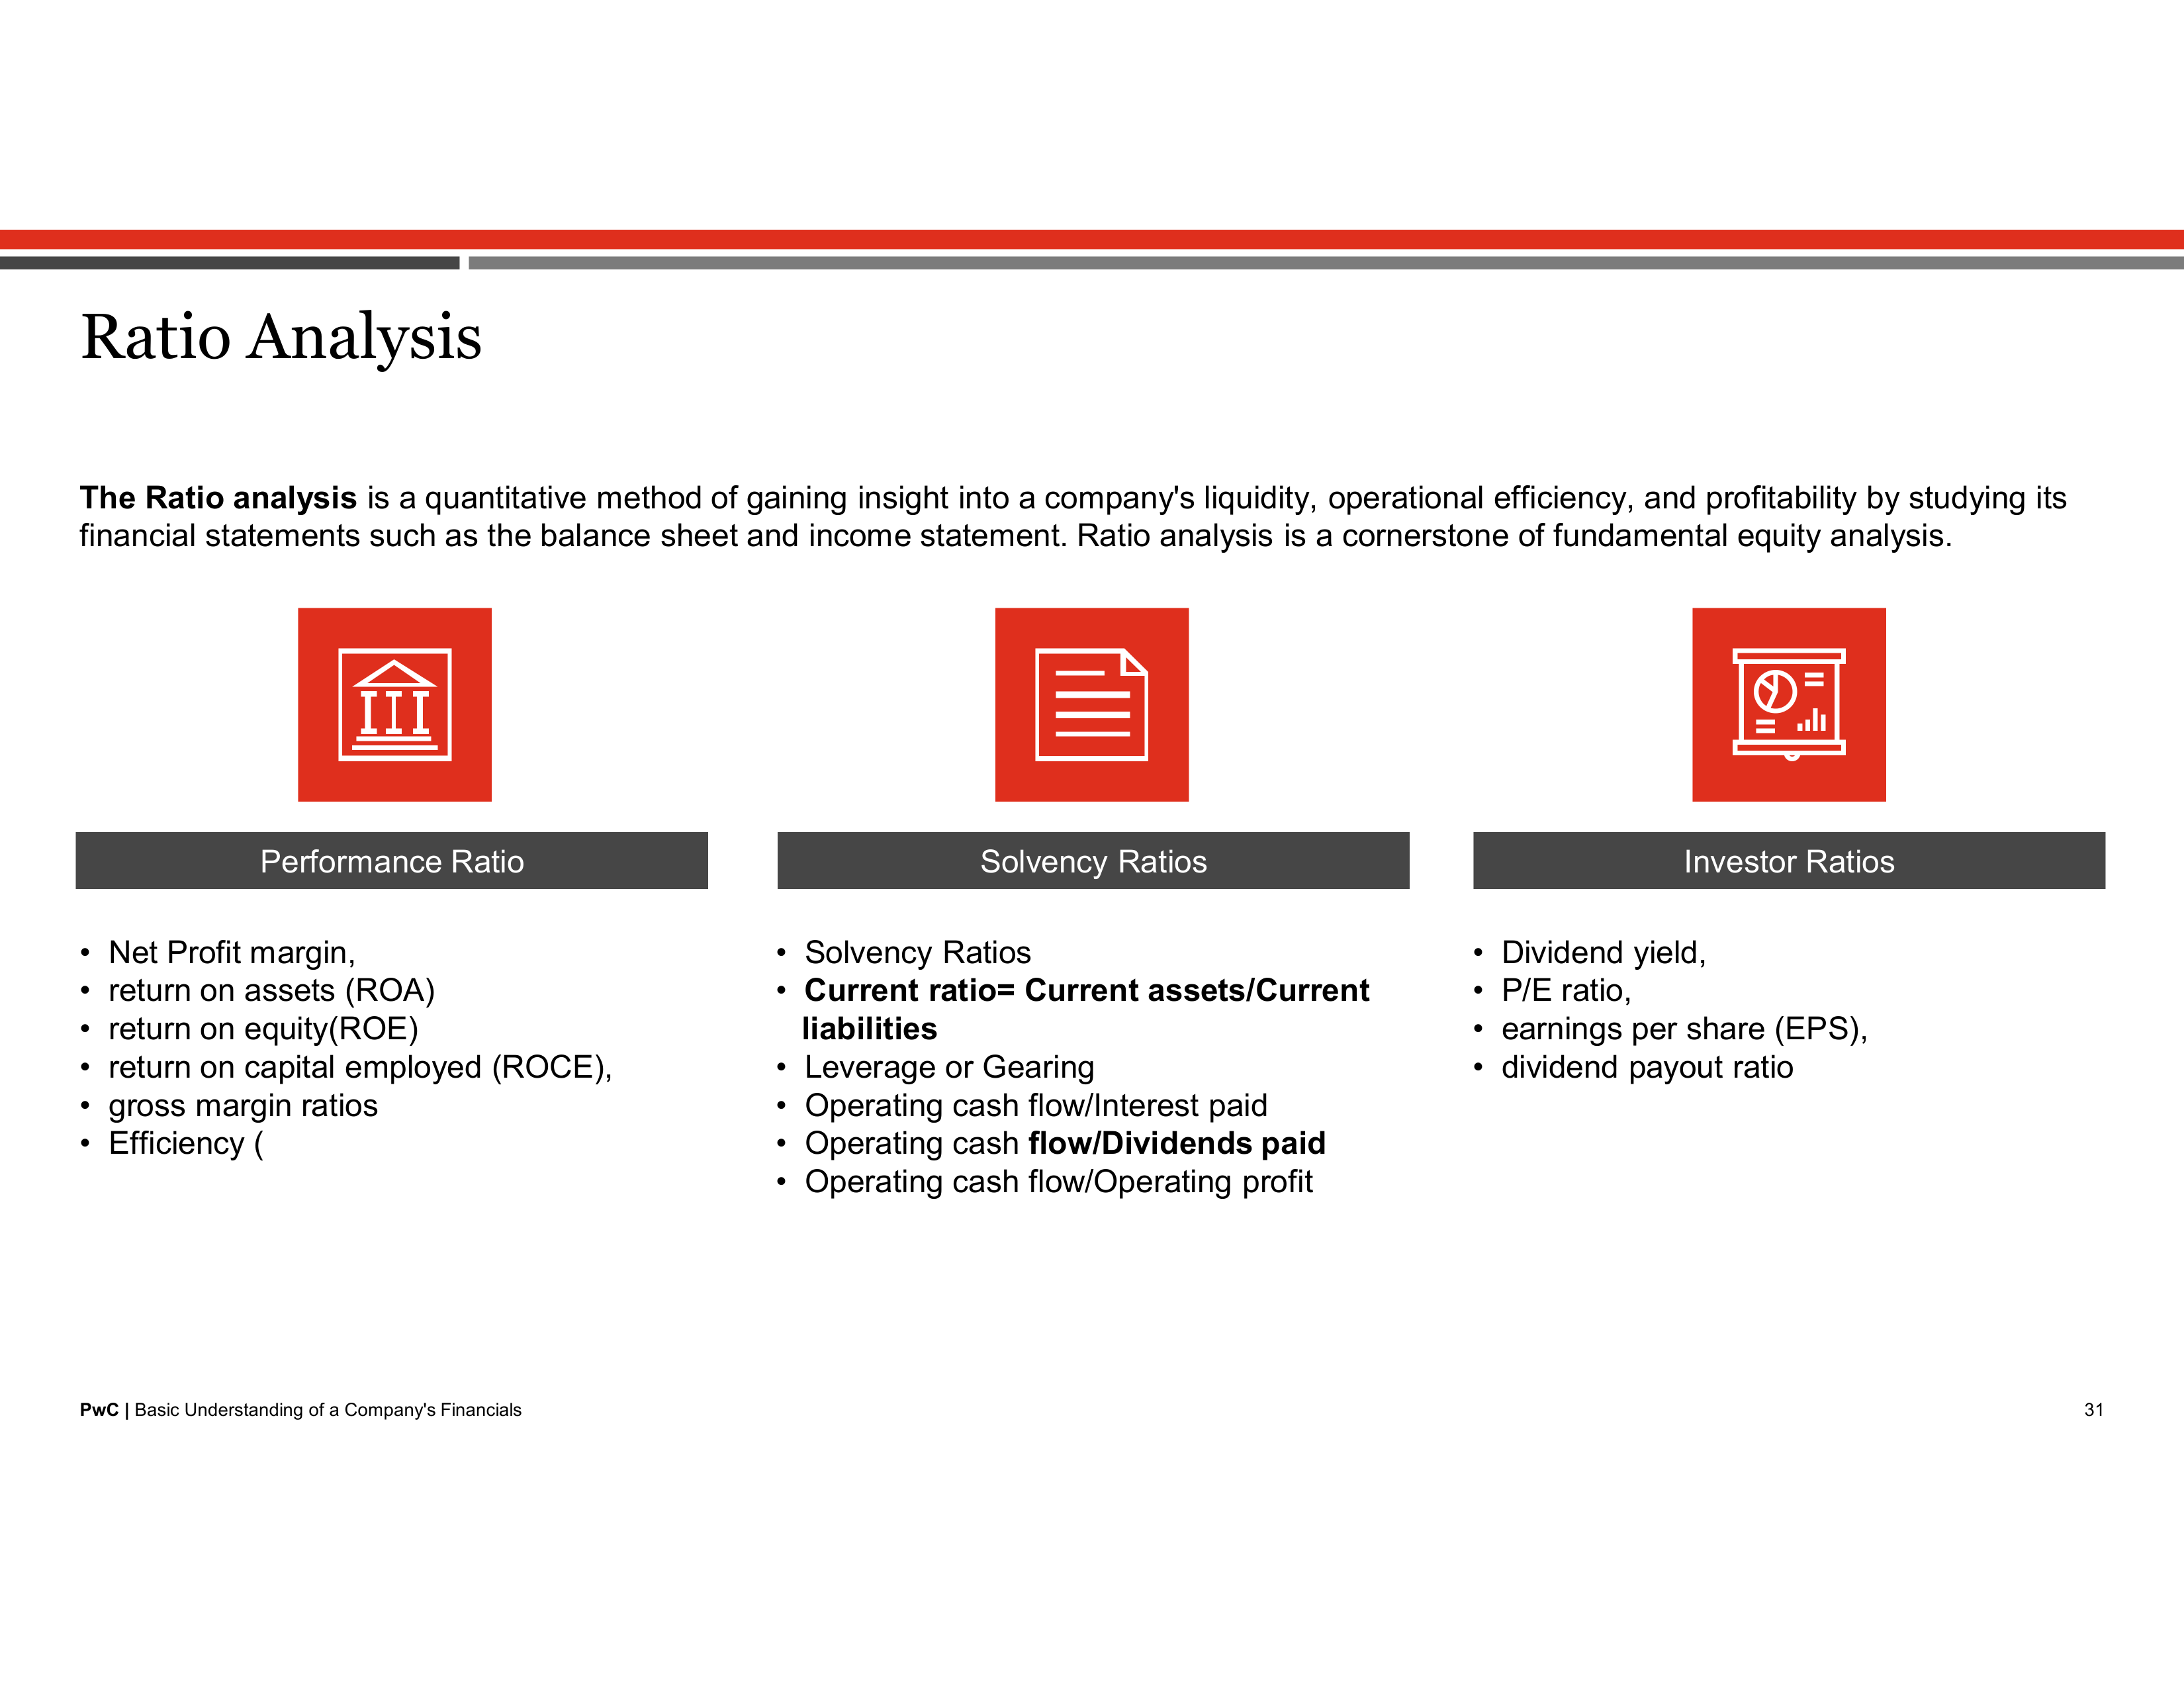 Ratio Analysis
The Ratio analysis is a quantitative method of gaining insight into a company's liquidity, operational efficiency, and profitability by studying its
financial statements such as the balance sheet and income statement. Ratio analysis is a cornerstone of fundamental equity analysis.
Performance Ratio
• Net Profit margin,
• return on assets (ROA)
• return on equity(ROE)
• return on capital employed (ROCE),
• gross margin ratios
• Efficiency (
Solvency Ratios
• Solvency Ratios
• Current ratio= Current assets/Current
liabilities
• Leverage or Gearing
• Operating cash flow/Interest paid
• Operating cash flow/Dividends paid
• Operating cash flow/Operating profit
Investor Ratios
• Dividend yield,
• P/E ratio,
• earnings per share (EPS),
• dividend payout ratio
PwC | Basic Understanding of a Company's Financials
31